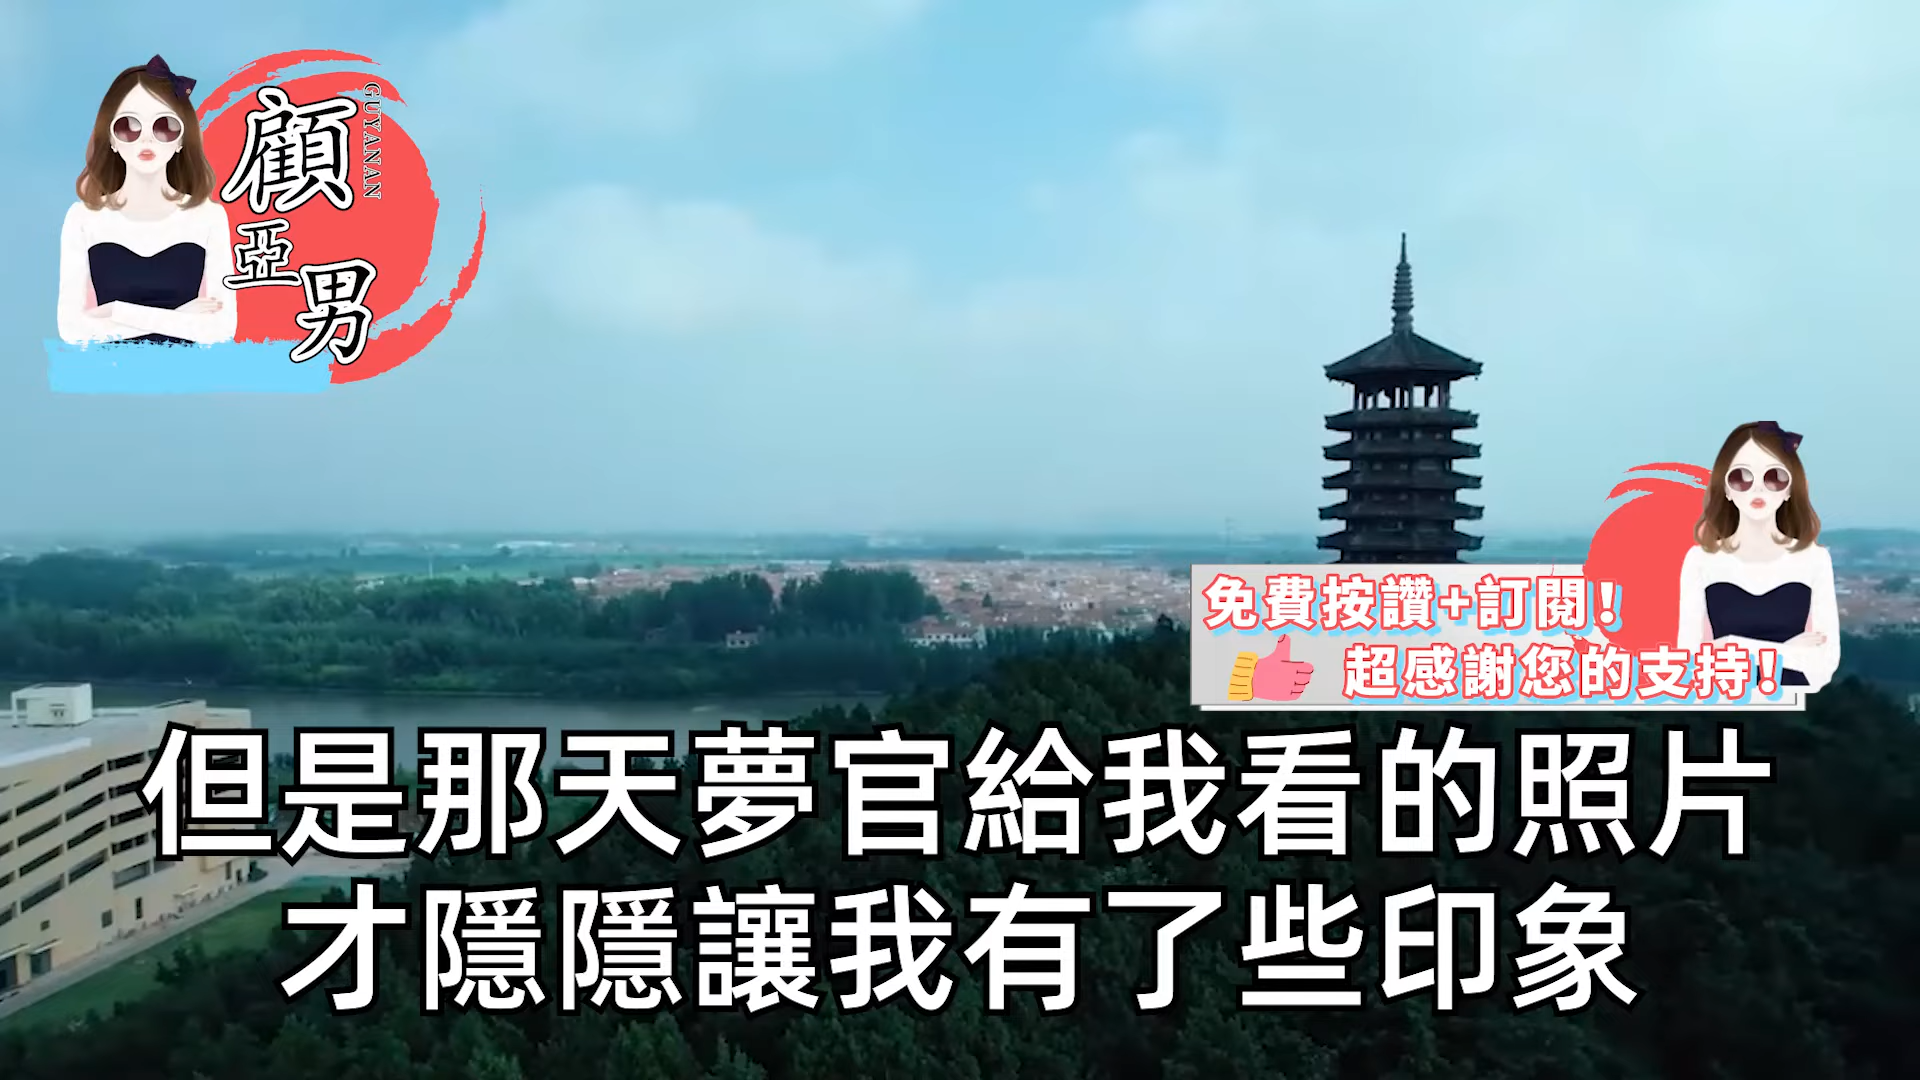 顧亞男
GUYANAN
免費按讚+訂閱!
超感謝您的支持!
但是那天夢官給我看的照片
才隱隱讓我有了些印象